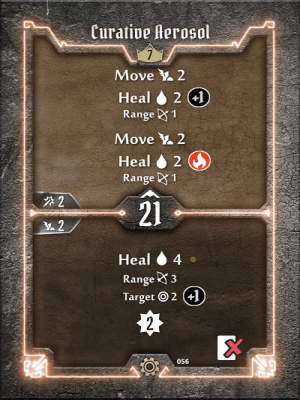 Curative Aerosol
7
Move 2
Heal 2 +1
Range 1
Move 2
Heal 2
Range 1
2
21
2
Heal 4
Range 3
Target 2 +1
2
056